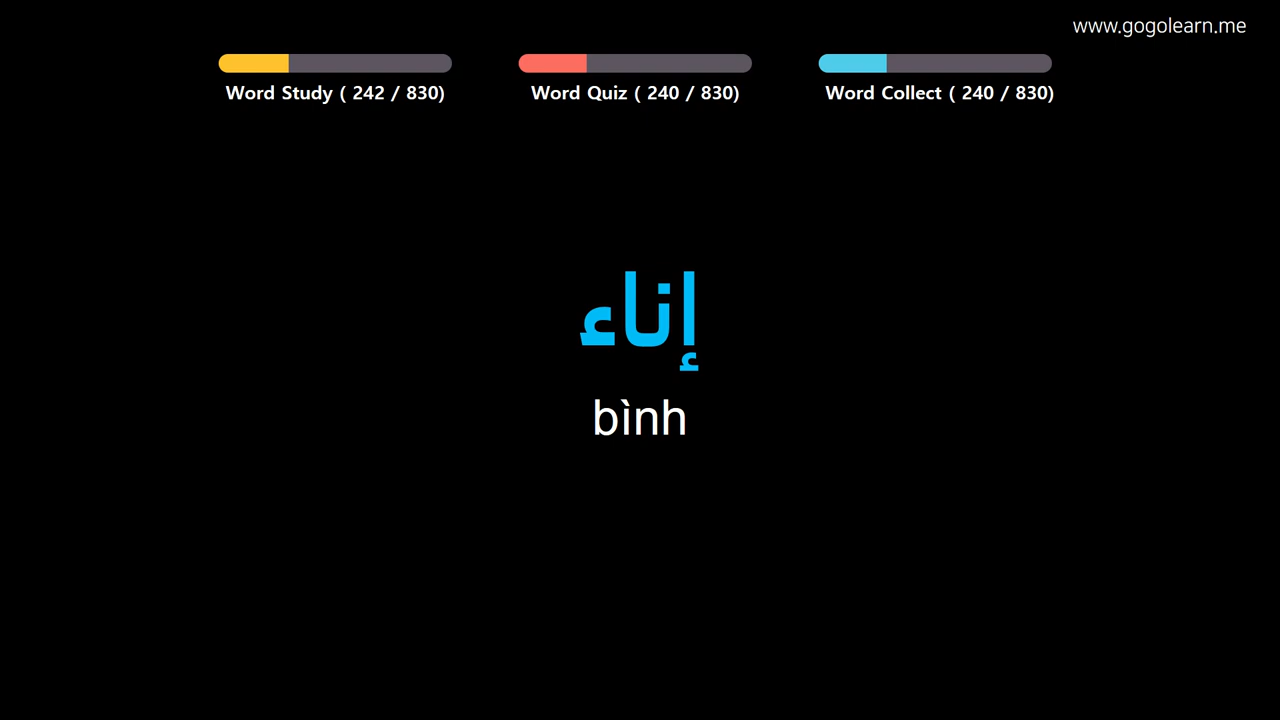 www.gogolearn.me
Word Study ( 242 / 830)
Word Quiz ( 240 / 830)
Word Collect ( 240 / 830)
إناء
bình